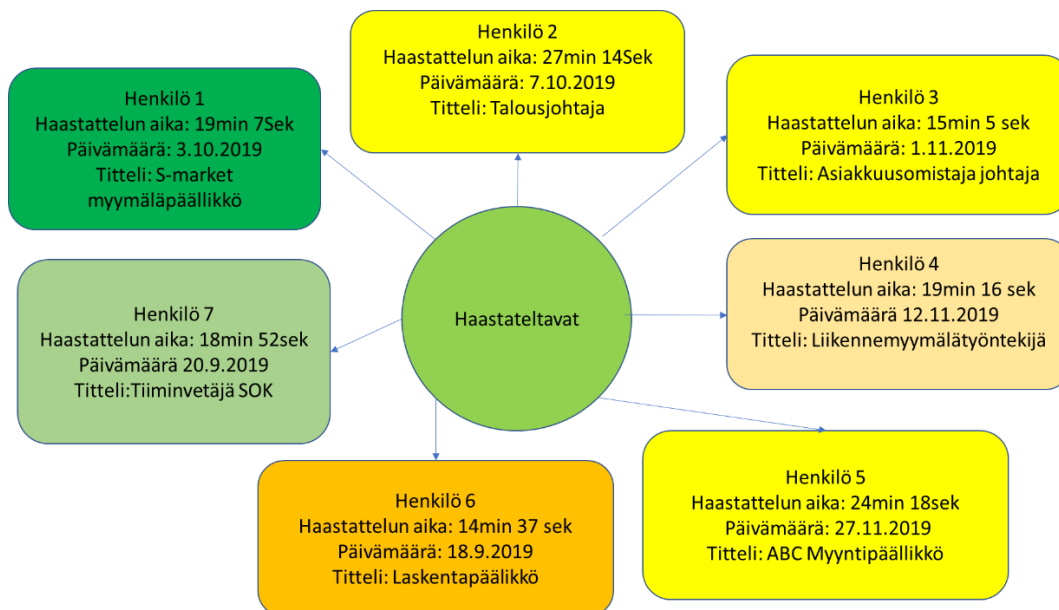 Henkilö 1
Haastattelun aika: 19min 7Sek
Päivämäärä: 3.10.2019
Titteli: S-market
myymäläpäällikkö
Henkilö 2
Haastattelun aika: 27min 14Sek
Päivämäärä: 7.10.2019
Titteli: Talousjohtaja
Henkilö 3
Haastattelun aika: 15min 5 sek
Päivämäärä: 1.11.2019
Titteli: Asiakkuusomistaja johtaja
Henkilö 4
Haastattelun aika: 19min 16 sek
Päivämäärä 12.11.2019
Titteli: Liikennemyymälätyöntekijä
Henkilö 5
Haastattelun aika: 24min 18sek
Päivämäärä: 27.11.2019
Titteli: ABC Myyntipäällikkö
Henkilö 6
Haastattelun aika: 14min 37 sek
Päivämäärä: 18.9.2019
Titteli: Laskentapäälikkö
Henkilö 7
Haastattelun aika: 18min 52sek
Päivämäärä 20.9.2019
Titteli:Tiiminvetäjä SOK
Haastateltavat